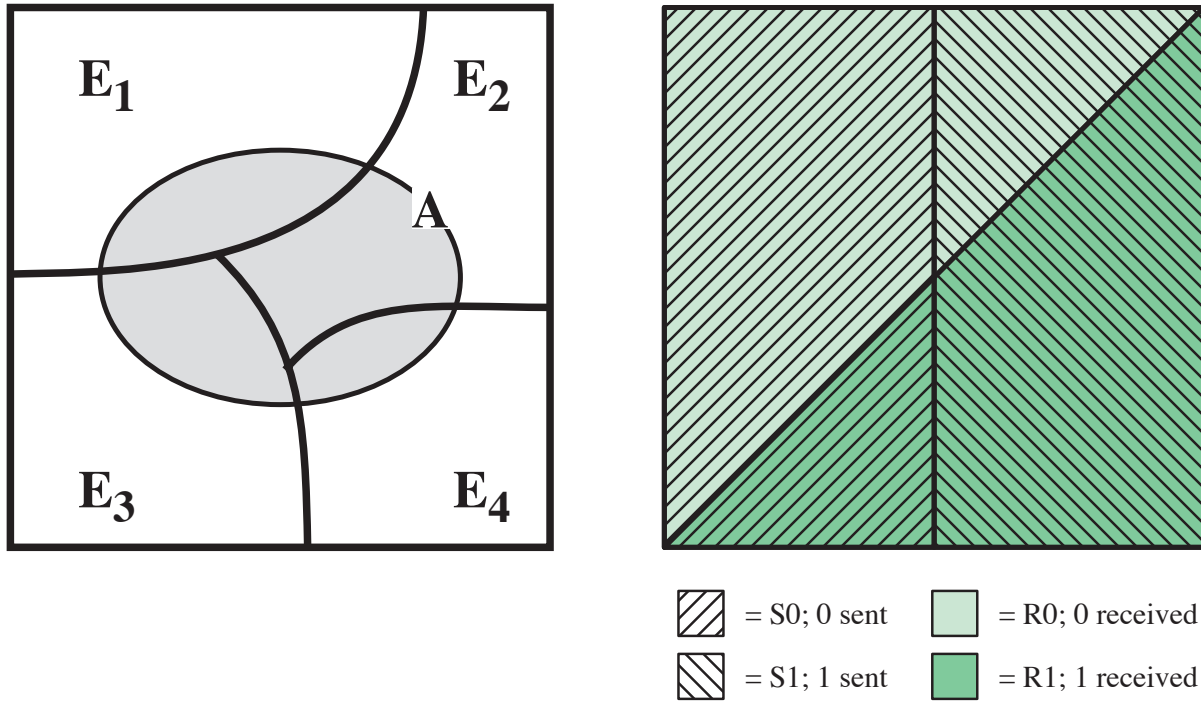 E1
E2
A
E3
E4
= S0; 0 sent
= R0; 0 received
= S1; 1 sent
= R1; 1 received